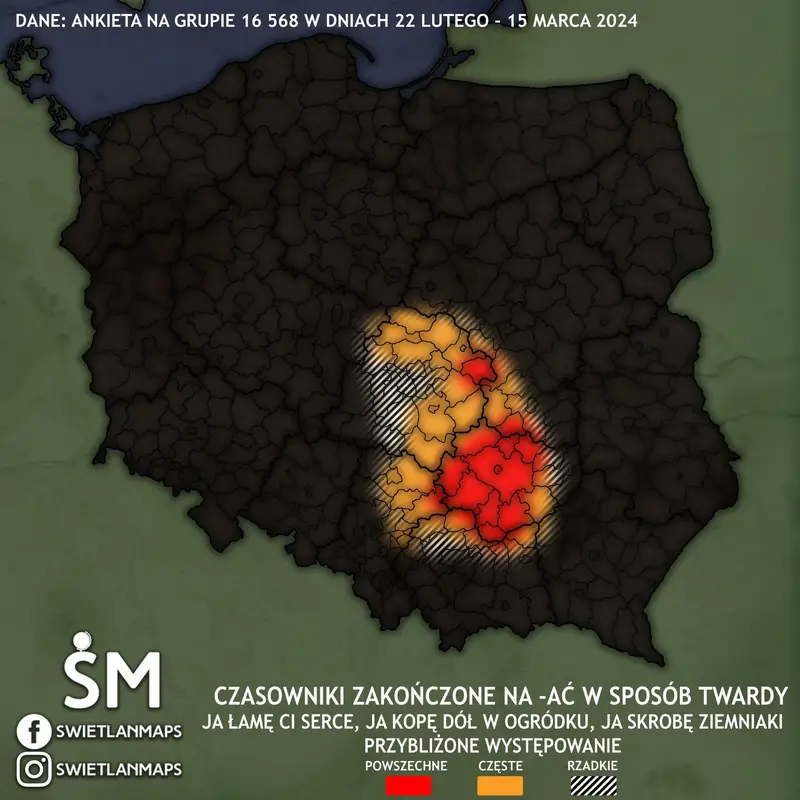 DANE: ANKIETA NA GRUPIE 16 568 W DNIACH 22 LUTEGO - 15 MARCA 2024
ŚM
SWIETLANMAPS
SWIETLANMAPS
CZASOWNIKI ZAKOŃCZONE NA -AĆ W SPOSÓB TWARDY
JA ŁAMĘ CI SERCE, JA KOPĘ DÓŁ W OGRÓDKU, JA SKROBĘ ZIEMNIAKI
PRZYBLIŻONE WYSTĘPOWANIE
POWSZECHNE CZĘSTE RZADKIE